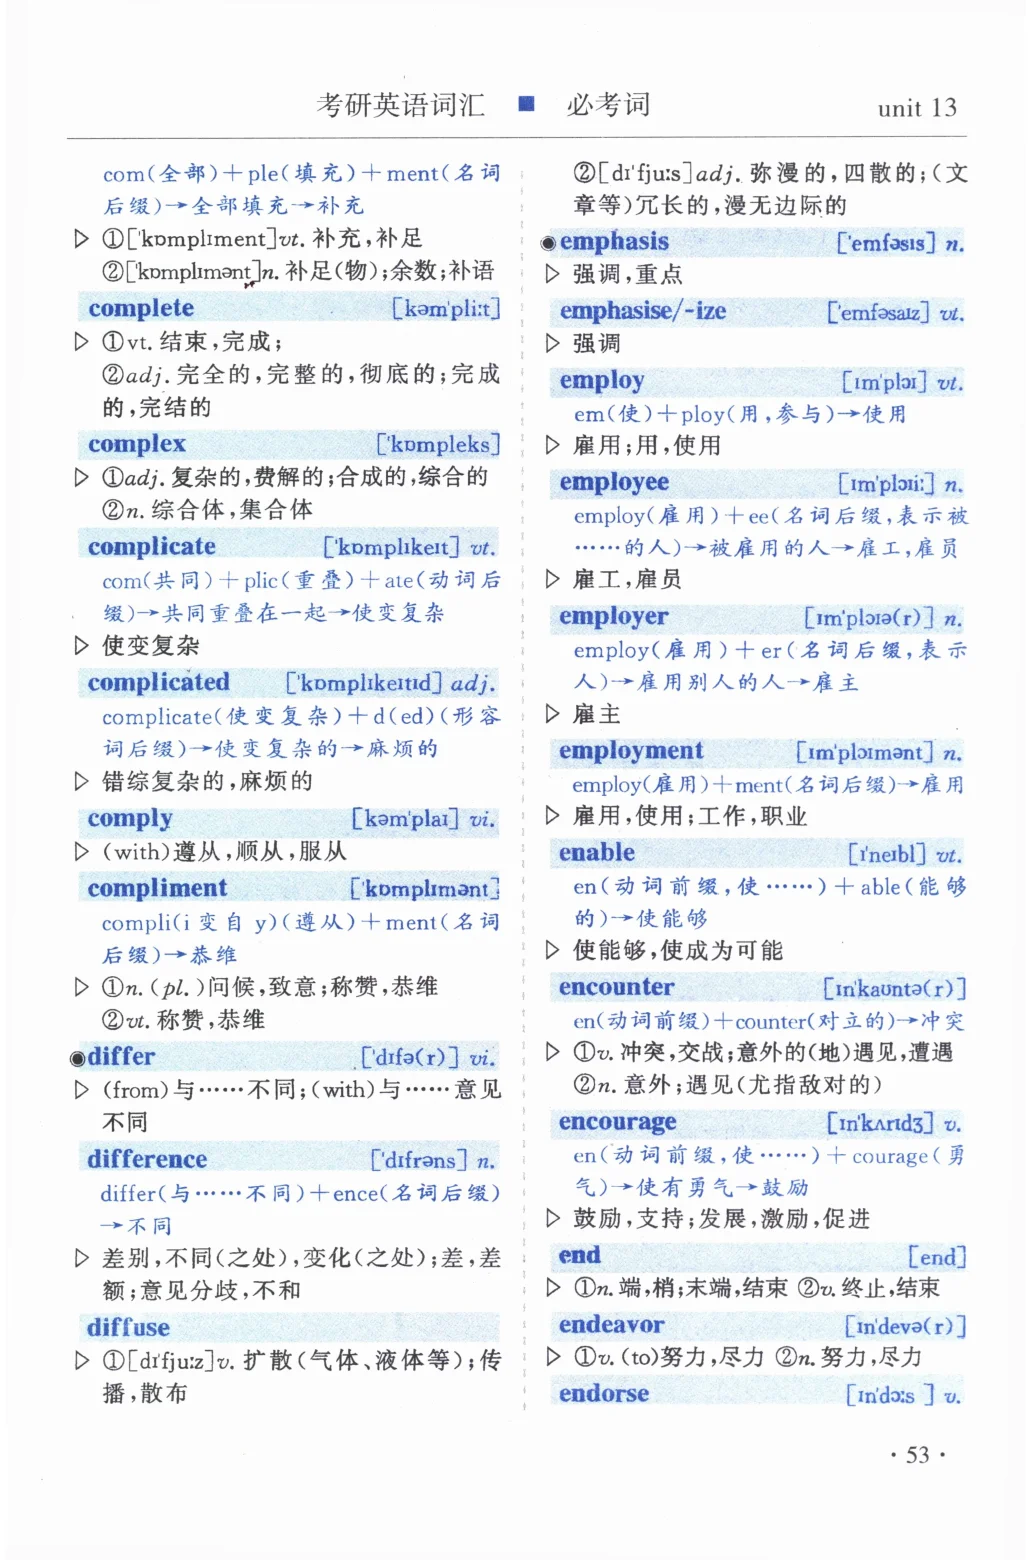 考研英语词汇 ■ 必考词 unit 13
com(全部)+ple(填充)+ment(名词
后缀)→全部填充→补充
▷ ①[ˈkɒmplɪment]vt. 补充,补足
②[ˈkɒmplɪmənt]n. 补足(物);余数;补语
complete [kəmˈpliːt]
▷ ①vt. 结束,完成;
②adj. 完全的,完整的,彻底的;完成
的,完结的
complex [ˈkɒmpleks]
▷ ①adj. 复杂的,费解的;合成的,综合的
②n. 综合体,集合体
complicate [ˈkɒmplɪkeɪt] vt.
com(共同)+plic(重叠)+ate(动词后
缀)→共同重叠在一起→使变复杂
▷ 使变复杂
complicated [ˈkɒmplɪkeɪtɪd] adj.
complicate(使变复杂)+d(ed)(形容
词后缀)→使变复杂的→麻烦的
▷ 错综复杂的,麻烦的
comply [kəmˈplaɪ] vi.
▷ (with)遵从,顺从,服从
compliment [ˈkɒmplɪmənt]
compli(i 变自 y)(遵从)+ment(名词
后缀)→恭维
▷ ①n. (pl. )问候,致意;称赞,恭维
②vt. 称赞,恭维
◉differ [ˈdɪfə(r)] vi.
▷ (from)与……不同;(with)与……意见
不同
difference [ˈdɪfrəns] n.
differ(与……不同)+ence(名词后缀)
→不同
▷ 差别,不同(之处),变化(之处);差,差
额;意见分歧,不和
diffuse
▷ ①[dɪˈfjuːz]v. 扩散(气体、液体等);传
播,散布
②[dɪˈfjuːs]adj. 弥漫的,四散的;(文
章等)冗长的,漫无边际的
◉emphasis [ˈemfəsɪs] n.
▷ 强调,重点
emphasise/-ize [ˈemfəsaɪz] vt.
▷ 强调
employ [ɪmˈplɔɪ] vt.
em(使)+ploy(用,参与)→使用
▷ 雇用;用,使用
employee [ɪmˈplɔɪiː] n.
employ(雇用)+ee(名词后缀,表示被
……的人)→被雇用的人→雇工,雇员
▷ 雇工,雇员
employer [ɪmˈplɔɪə(r)] n.
employ(雇用)+er(名词后缀,表示
人)→雇用别人的人→雇主
▷ 雇主
employment [ɪmˈplɔɪmənt] n.
employ(雇用)+ment(名词后缀)→雇用
▷ 雇用,使用;工作,职业
enable [ɪˈneɪbl] vt.
en(动词前缀,使……)+able(能够
的)→使能够
▷ 使能够,使成为可能
encounter [ɪnˈkaʊntə(r)]
en(动词前缀)+counter(对立的)→冲突
▷ ①v. 冲突,交战;意外的(地)遇见,遭遇
②n. 意外;遇见(尤指敌对的)
encourage [ɪnˈkʌrɪdʒ] v.
en(动词前缀,使……)+courage(勇
气)→使有勇气→鼓励
▷ 鼓励,支持;发展,激励,促进
end [end]
▷ ①n. 端,梢;末端,结束 ②v. 终止,结束
endeavor [ɪnˈdevə(r)]
▷ ①v. (to)努力,尽力 ②n. 努力,尽力
endorse [ɪnˈdɔːs ] v.
· 53 ·